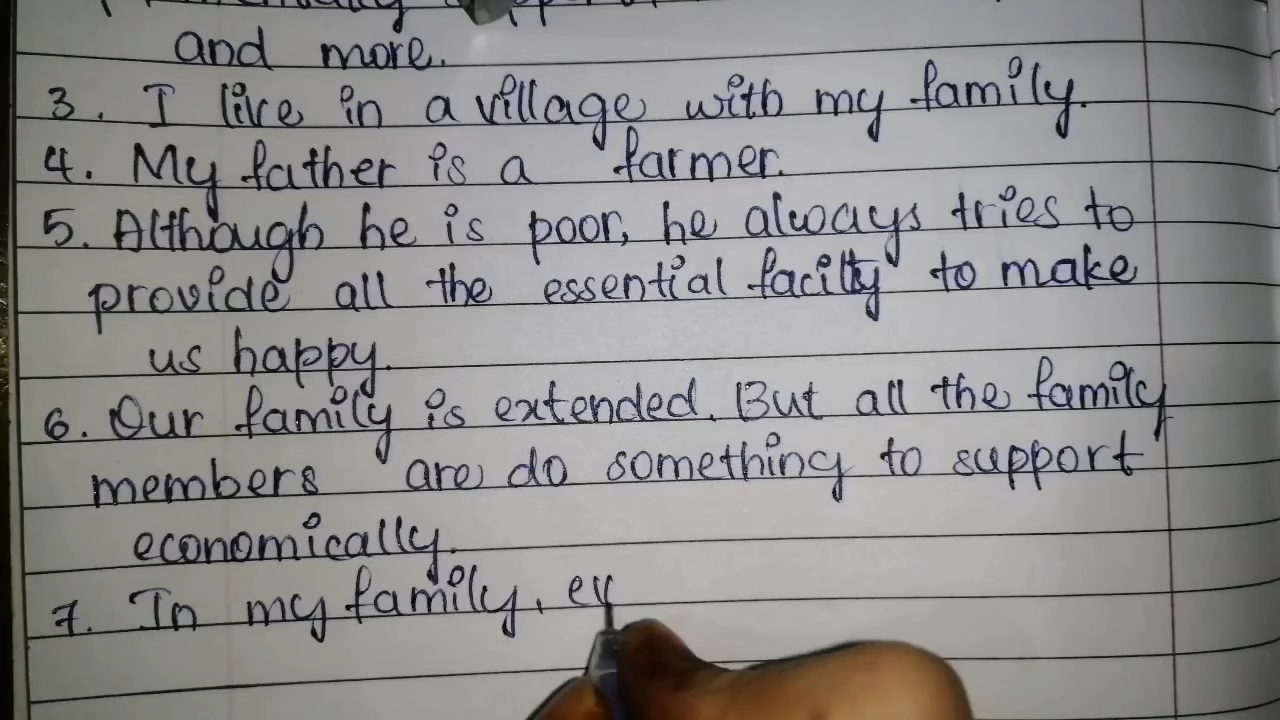 and more.
3. I live in a village with my family.
4. My father is a farmer.
5. Although he is poor, he always tries to
provide all the essential facilty to make
us happy.
6. Our family is extended. But all the family
members are do something to support
economically.
7. In my family, ev